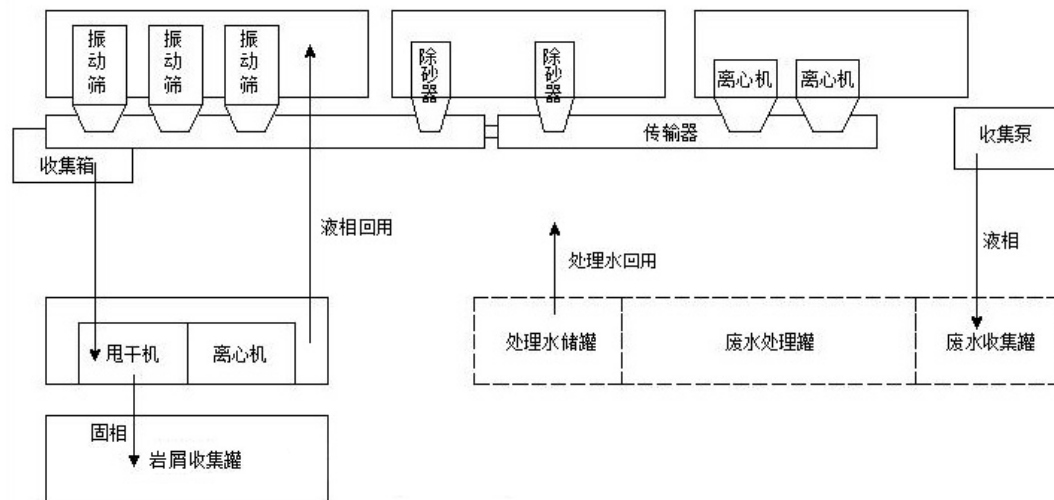 振动筛
振动筛
振动筛
除砂器
除砂器
离心机
离心机
传输器
收集泵
收集箱
液相回用
处理水回用
液相
甩干机
离心机
处理水储罐
废水处理罐
废水收集罐
固相
岩屑收集罐